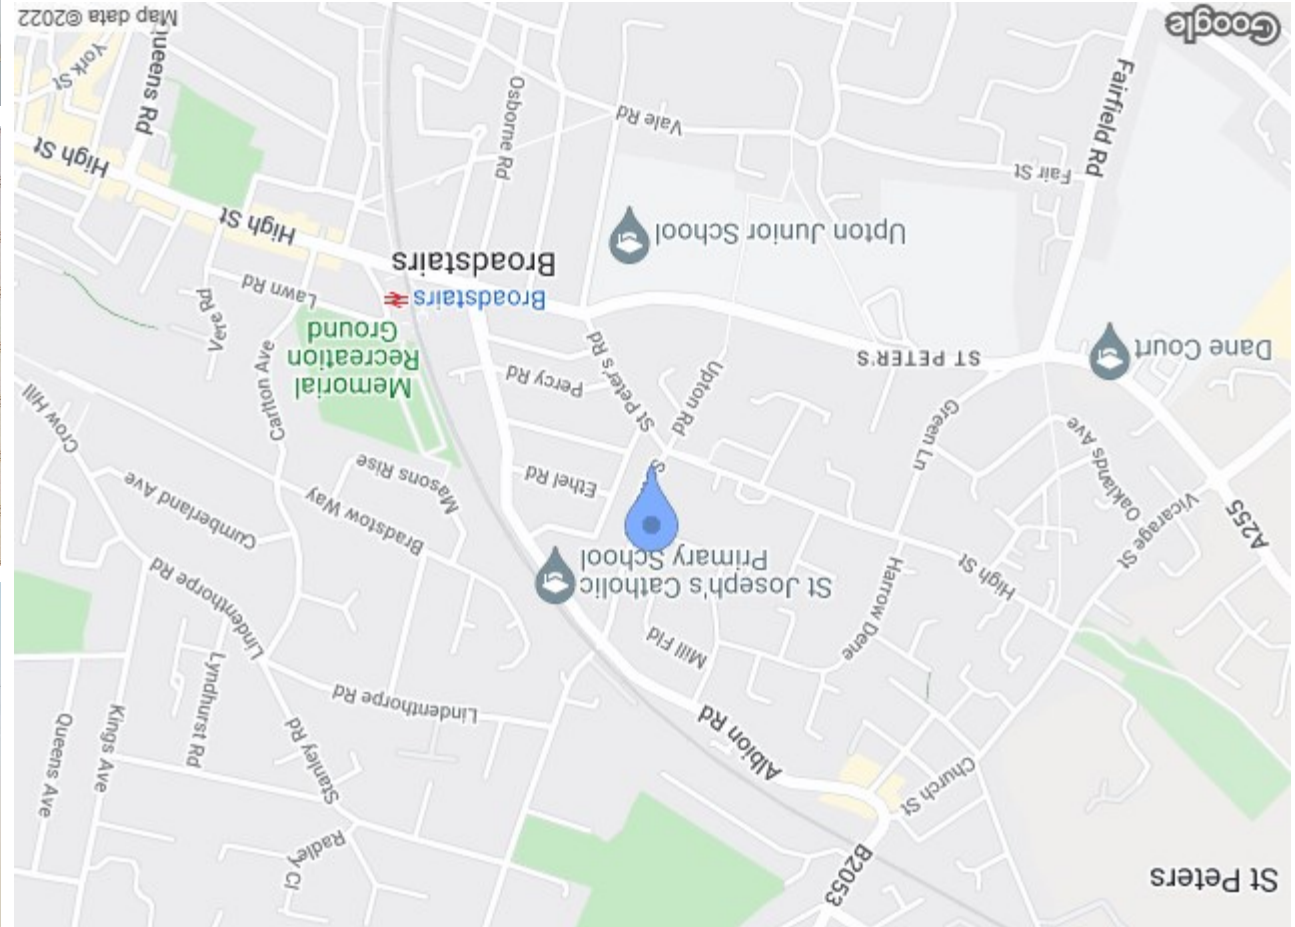 St Peters
B2053
Church St
Albion Rd
Radley Cl
Stanley Rd
Kings Ave
Queens Ave
Lyndhurst Rd
Lindenthorpe Rd
Mill Fld
Harrow Dene
Lindenthorpe Rd
St Joseph's Catholic
Primary School
High St
Vicarage St
A255
Bradstow Way
Cumberland Ave
Masons Rise
Ethel Rd
Oaklands Ave
Green Ln
Crow Hill
Carlton Ave
Upton Rd
St Peter's Rd
Percy Rd
Memorial
Recreation
Ground
Dane Court
ST PETER'S
Vere Rd
Lawn Rd
Broadstairs
Broadstairs
Upton Junior School
High St
High St
Fair St
Fairfield Rd
Vale Rd
Osborne Rd
Queens Rd
York St
Google
Map data ©2022